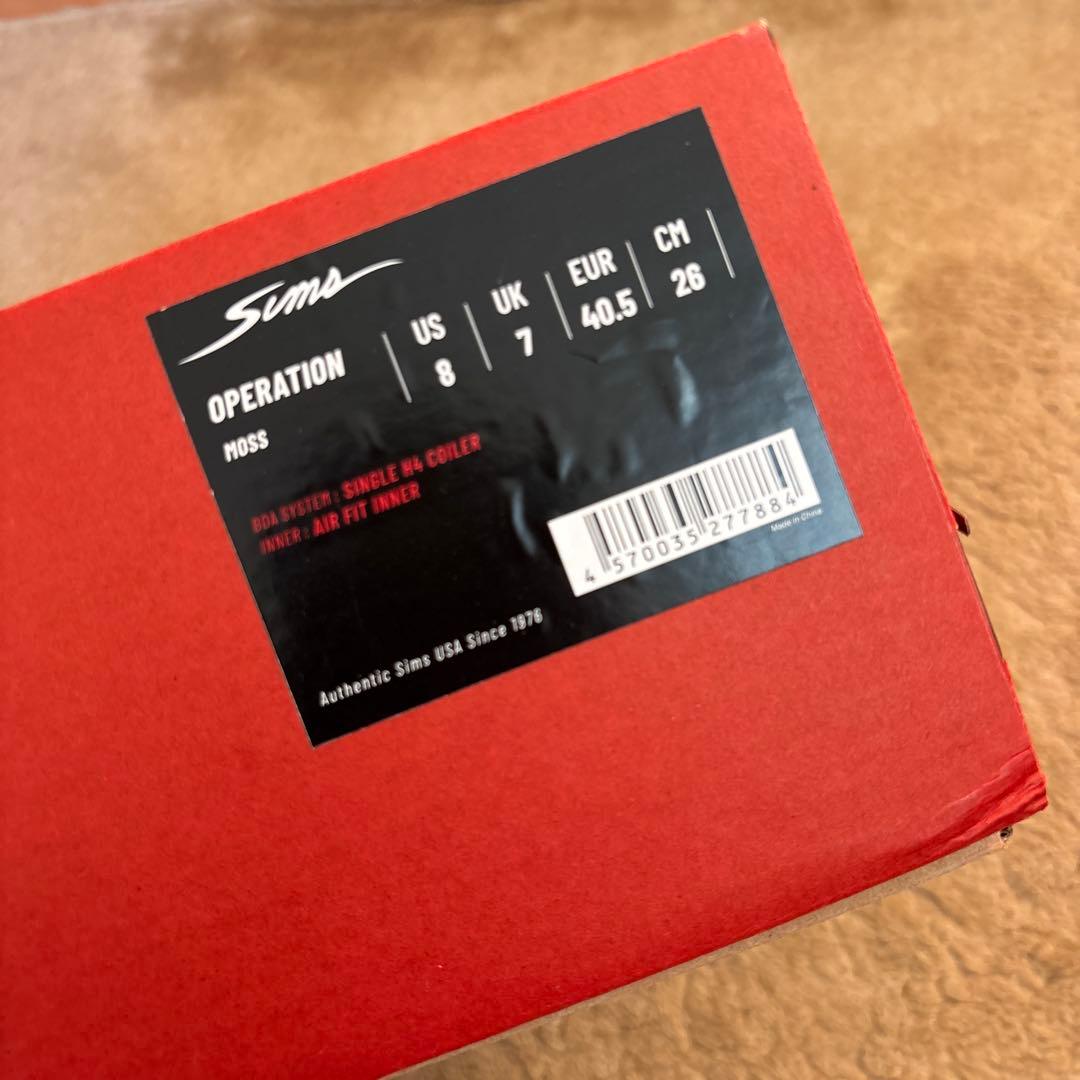 Sims
OPERATION
MOSS
US 8
UK 7
EUR 40.5
CM 26
BOA SYSTEM : SINGLE H4 COILER
INNER : AIR FIT INNER
4 570035 277884
Made in China
Authentic Sims USA Since 1976